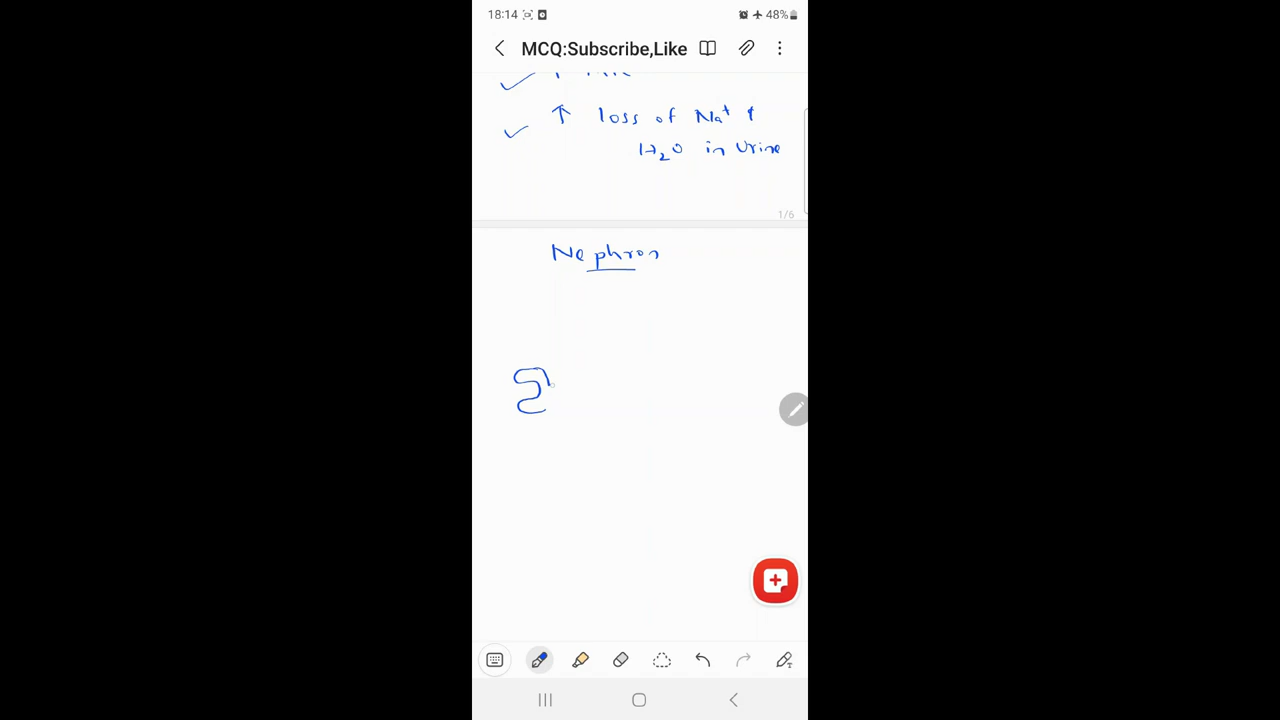 18:14 48%
MCQ:Subscribe,Like
↑ loss of Na⁺ &
H₂O in Urine
1/6
Nephron